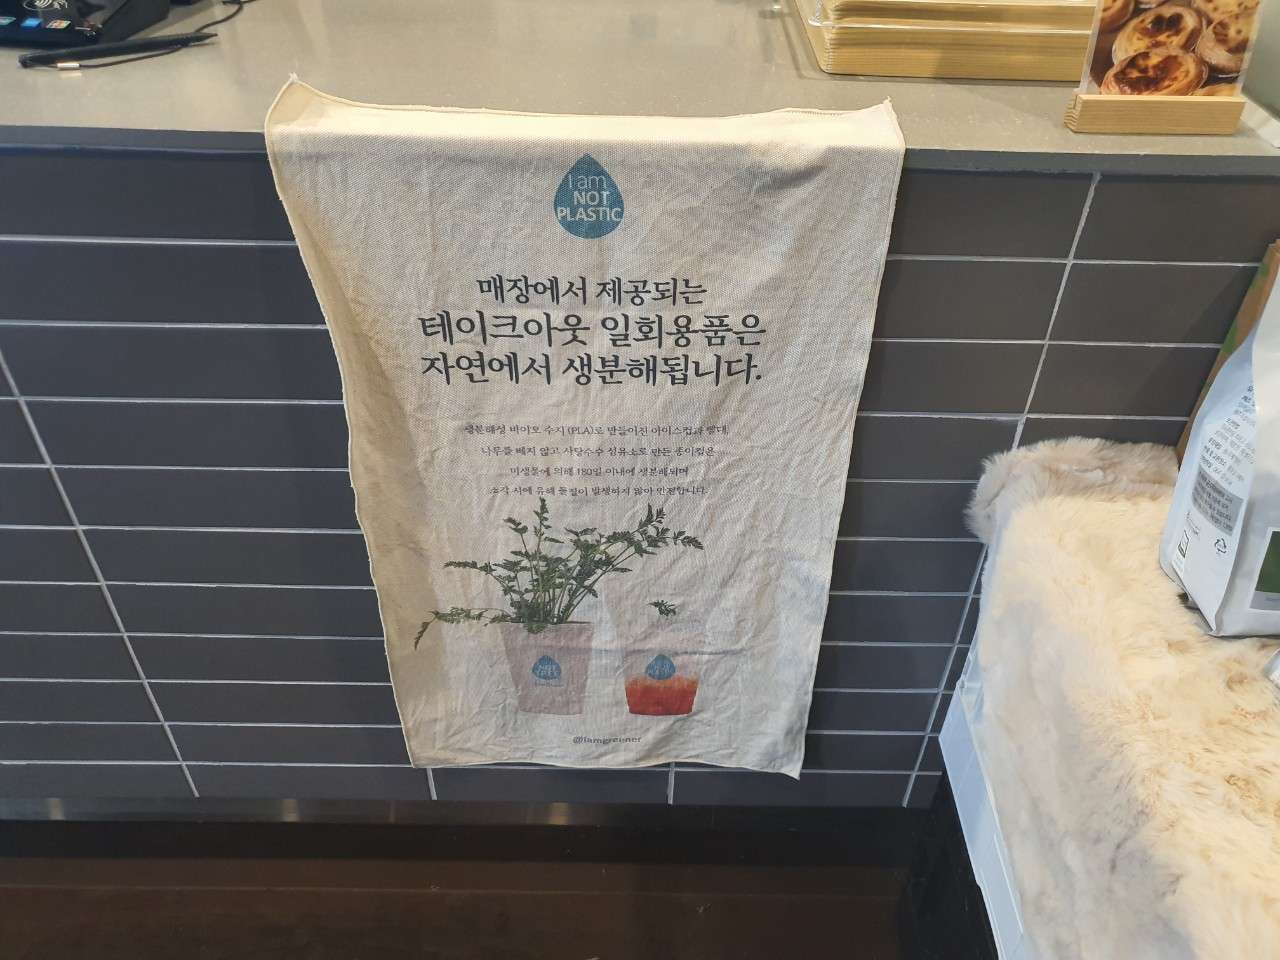 I am
NOT
PLASTIC
매장에서 제공되는
테이크아웃 일회용품은
자연에서 생분해됩니다.
생분해성 바이오 수지 (PLA)로 만들어진 아이스컵과 빨대,
나무를 베지 않고 사탕수수 섬유소로 만든 종이컵은
미생물에 의해 180일 이내에 생분해되며
소각 시에 유해 물질이 발생하지 않아 안전합니다.
NOT
@iamgreener